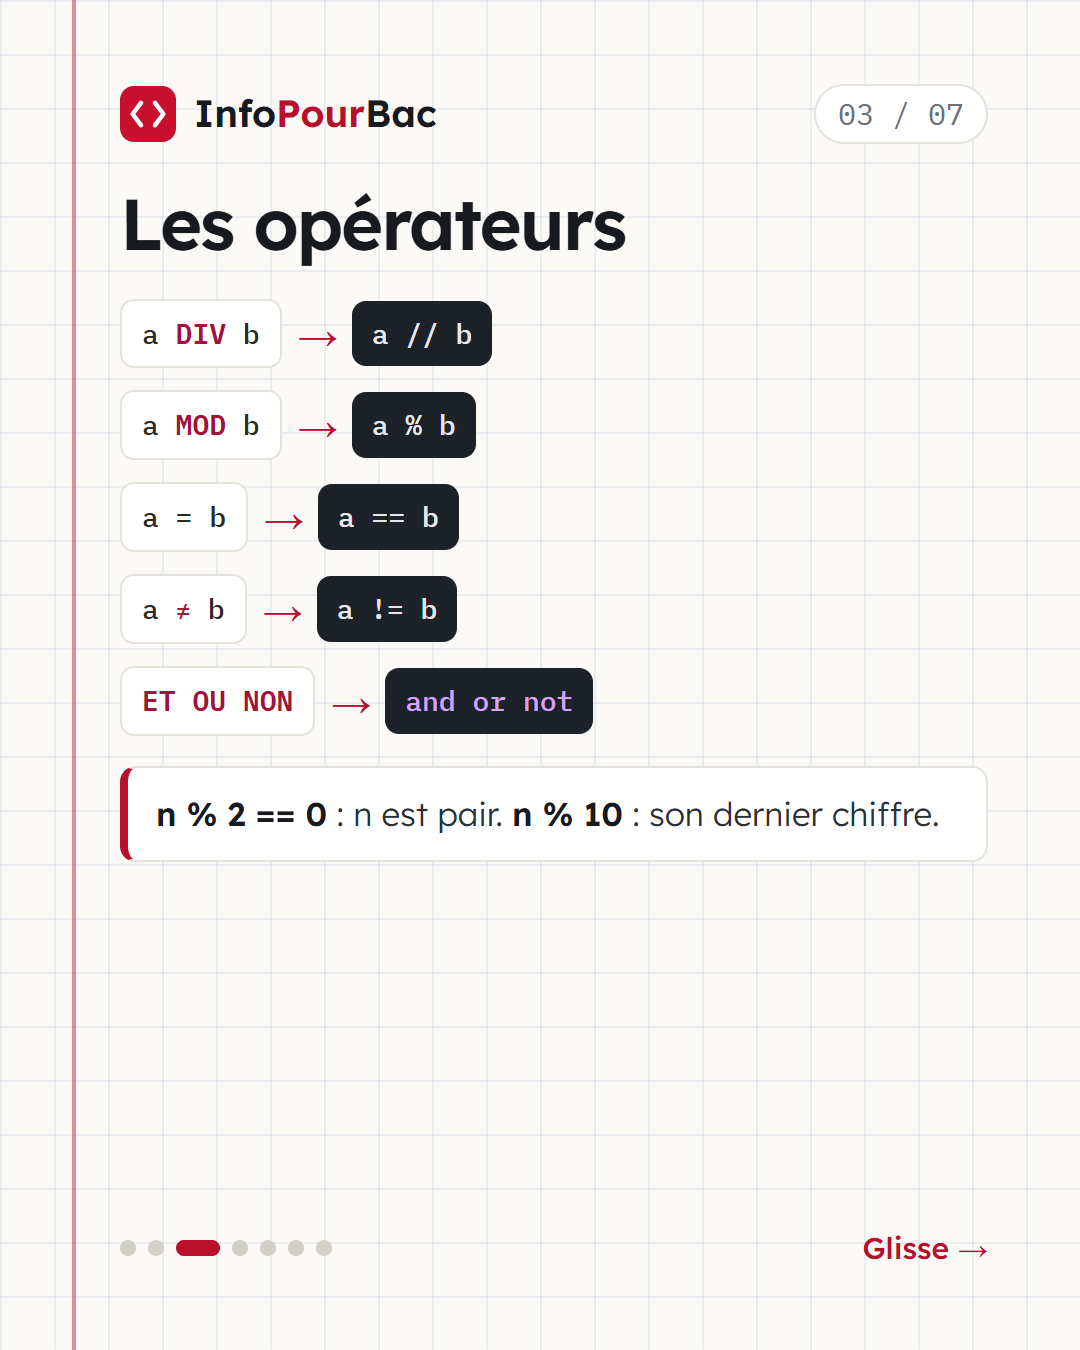 InfoPourBac
03 / 07
Les opérateurs
a DIV b → a // b
a MOD b → a % b
a = b → a == b
a ≠ b → a != b
ET OU NON → and or not
n % 2 == 0 : n est pair. n % 10 : son dernier chiffre.
Glisse →